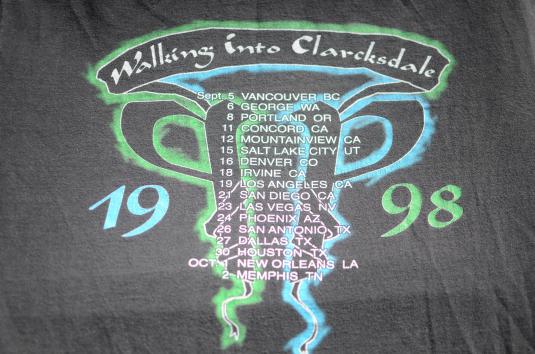 Walking Into Clarcksdale
Sept. 5 VANCOUVER BC
6 GEORGE WA
8 PORTLAND OR
11 CONCORD CA
12 MOUNTAINVIEW CA
15 SALT LAKE CITY UT
16 DENVER CO
18 IRVINE CA
19 LOS ANGELES CA
21 SAN DIEGO CA
23 LAS VEGAS NV
24 PHOENIX AZ
26 SAN ANTONIO TX
27 DALLAS TX
30 HOUSTON TX
OCT 1 NEW ORLEANS LA
2 MEMPHIS TN
19 98